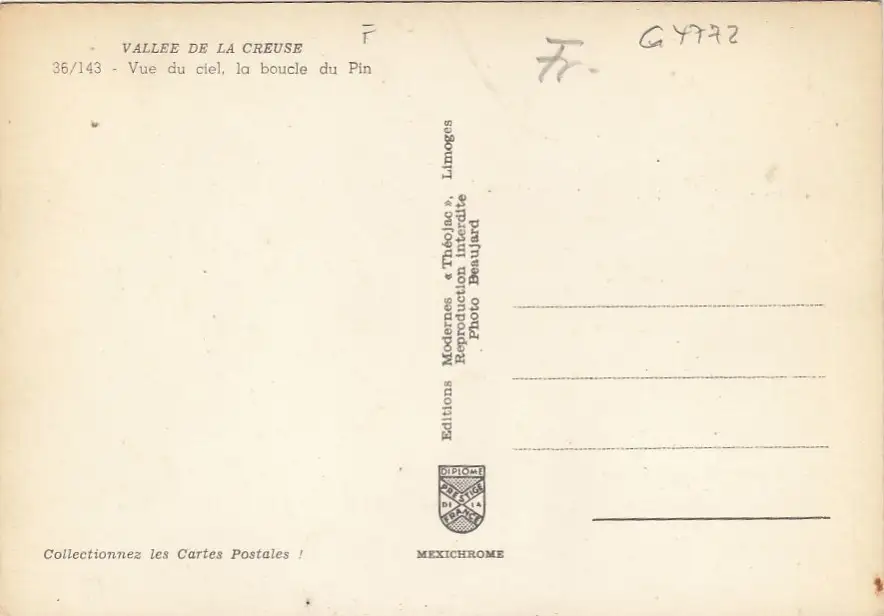 VALLEE DE LA CREUSE
36/143 - Vue du ciel, la boucle du Pin
F
Fr.
G 4772
Editions Modernes « Théojac », Limoges
Reproduction interdite
Photo Beaujard
DIPLOME
PRESTIGE
DE LA
FRANCE
MEXICHROME
Collectionnez les Cartes Postales !